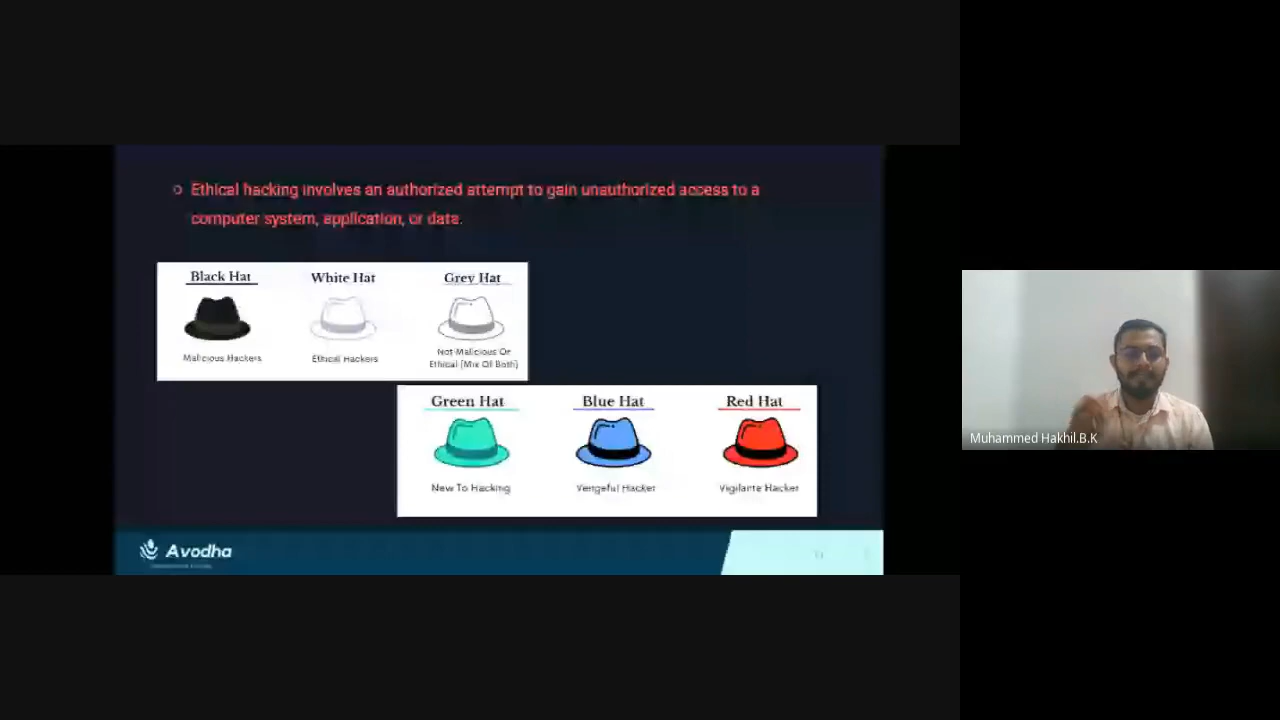 Ethical hacking involves an authorized attempt to gain unauthorized access to a
computer system, application, or data.
Black Hat White Hat Grey Hat
Malicious Hackers Ethical Hackers Not Malicious Or
Ethical (Mix Of Both)
Green Hat Blue Hat Red Hat
New To Hacking Vengeful Hacker Vigilante Hacker
Avodha
Muhammed Hakhil.B.K